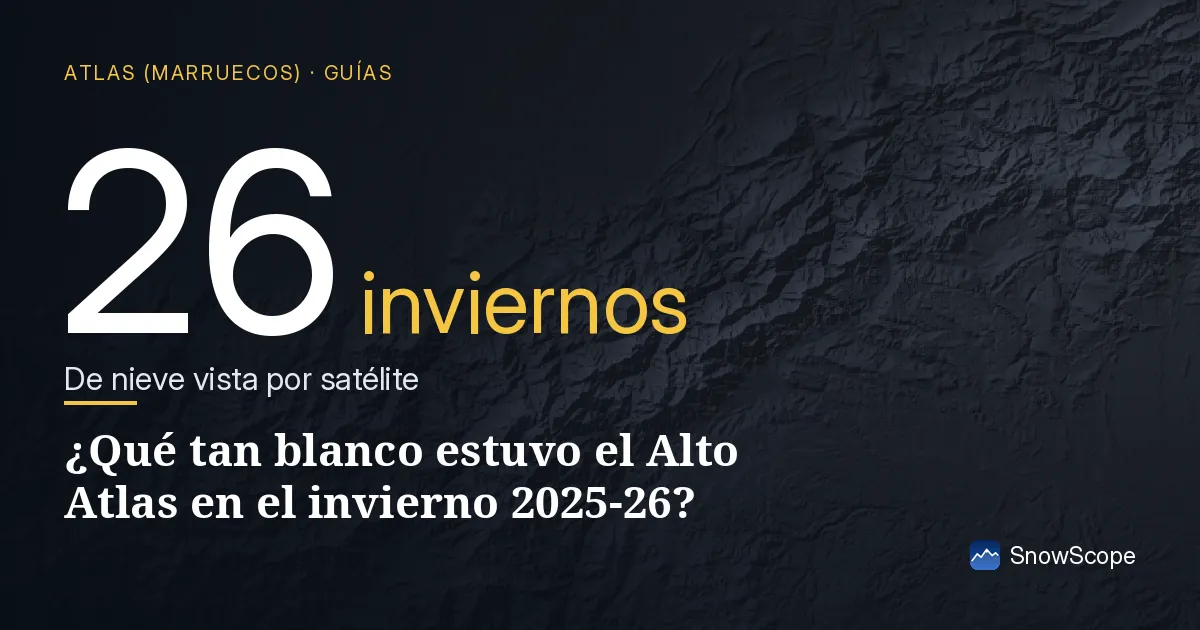 ATLAS (MARRUECOS) · GUÍAS
26 inviernos
De nieve vista por satélite
¿Qué tan blanco estuvo el Alto
Atlas en el invierno 2025-26?
SnowScope